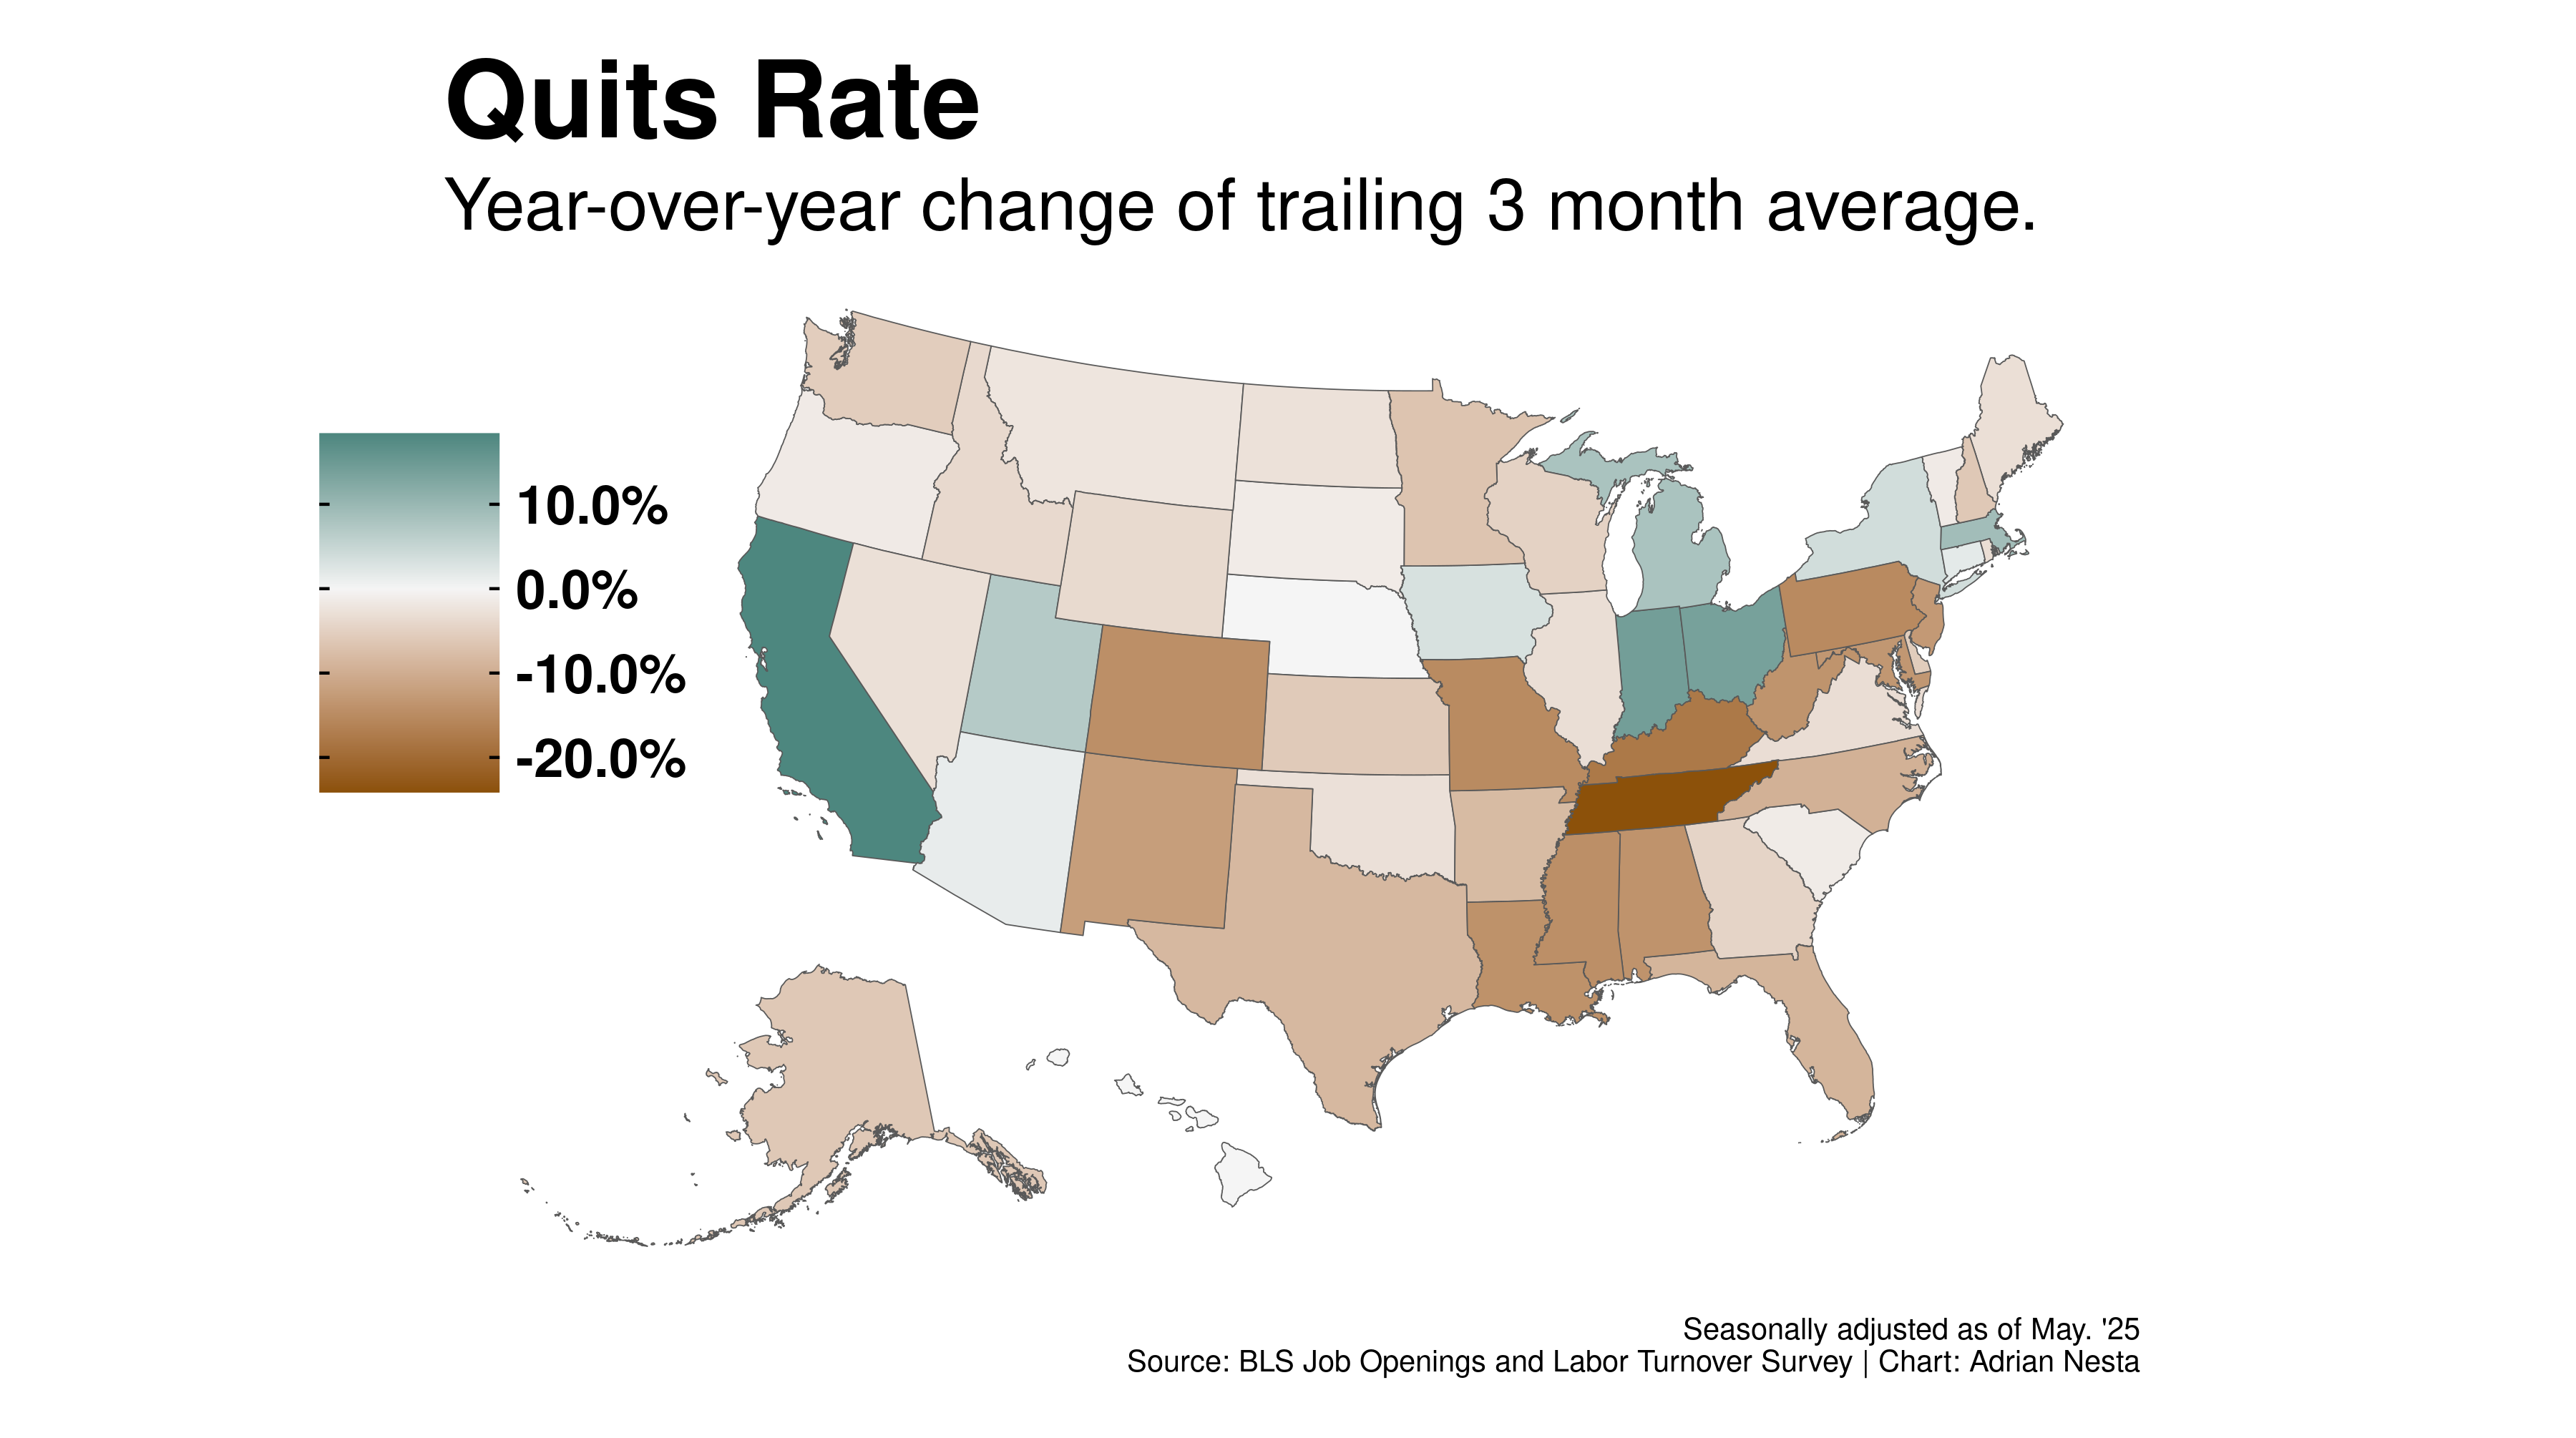 Quits Rate
Year-over-year change of trailing 3 month average.
10.0%
0.0%
-10.0%
-20.0%
Seasonally adjusted as of May. '25
Source: BLS Job Openings and Labor Turnover Survey | Chart: Adrian Nesta